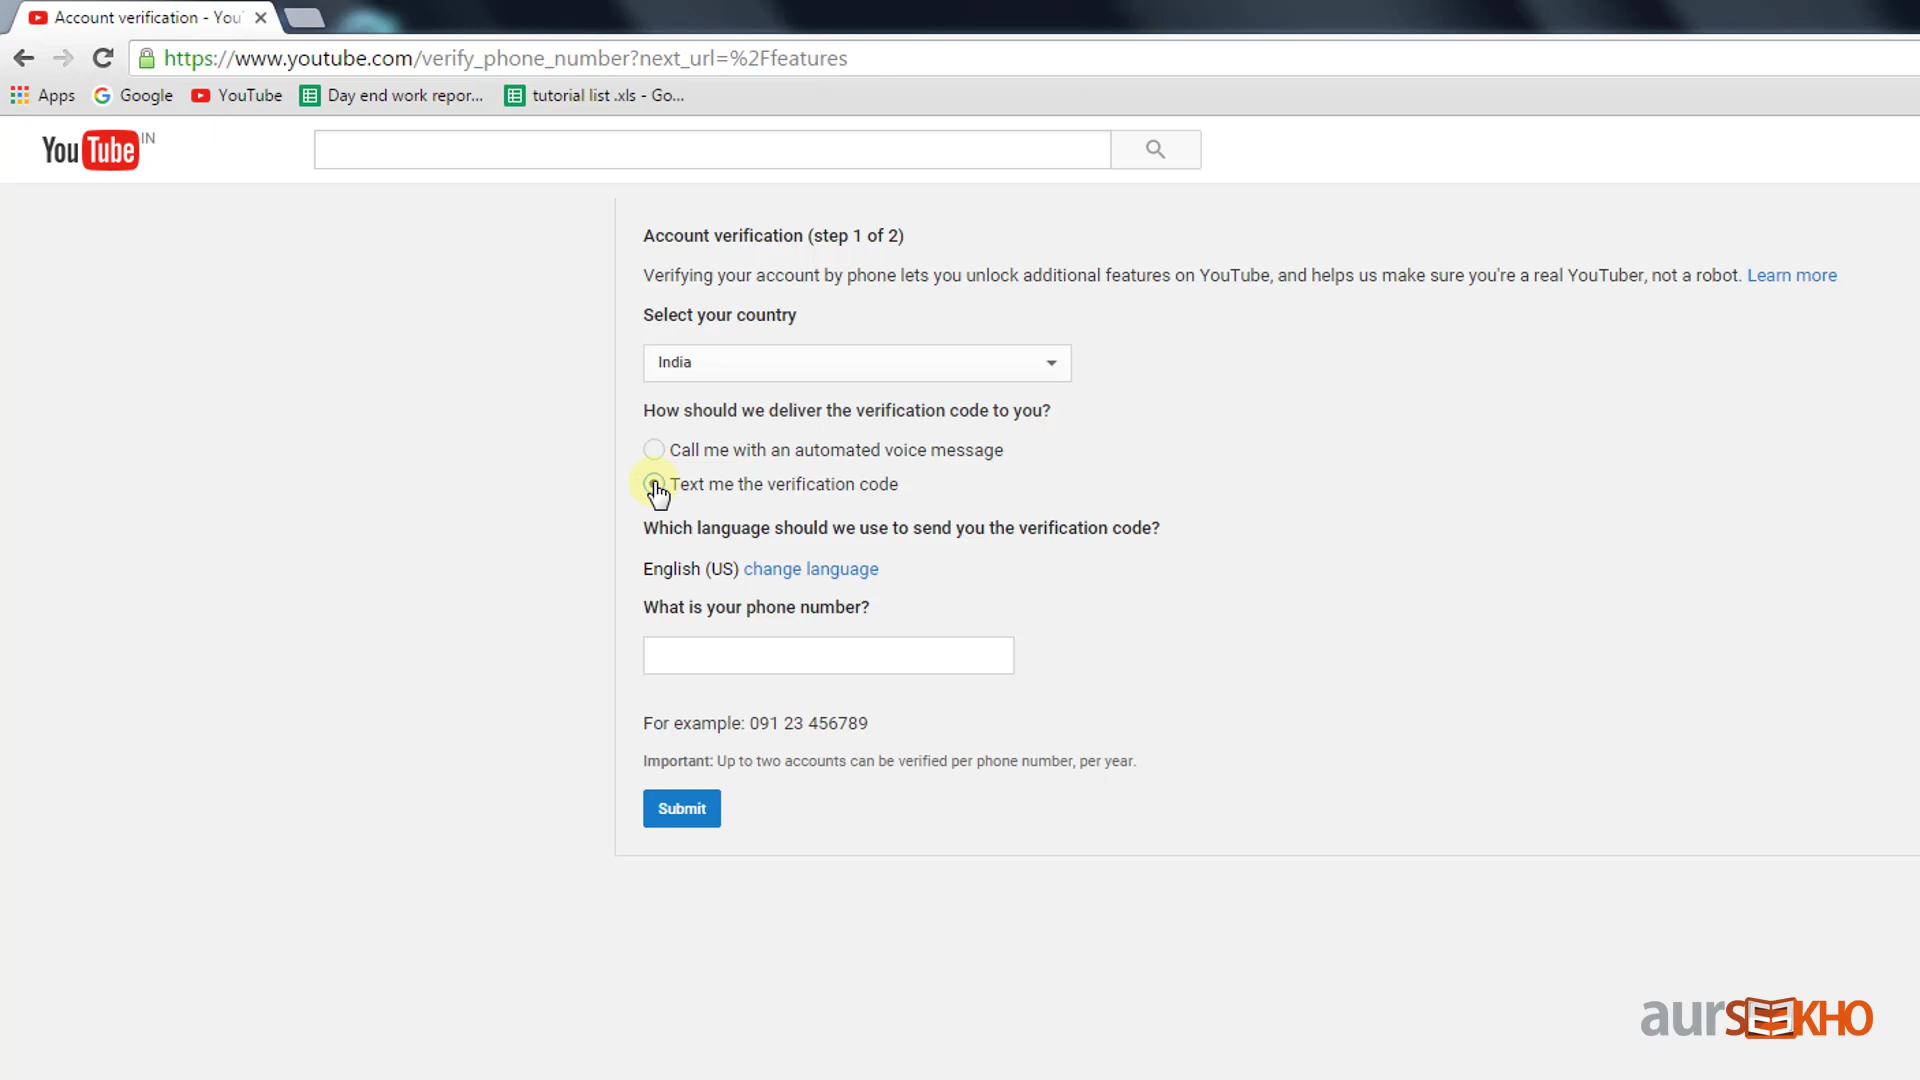 Account verification - You
https://www.youtube.com/verify_phone_number?next_url=%2Ffeatures
Apps Google YouTube Day end work repor... tutorial list .xls - Go...
YouTube IN
Account verification (step 1 of 2)
Verifying your account by phone lets you unlock additional features on YouTube, and helps us make sure you're a real YouTuber, not a robot. Learn more
Select your country
India
How should we deliver the verification code to you?
Call me with an automated voice message
Text me the verification code
Which language should we use to send you the verification code?
English (US) change language
What is your phone number?
For example: 091 23 456789
Important: Up to two accounts can be verified per phone number, per year.
Submit
aurSEEKHO